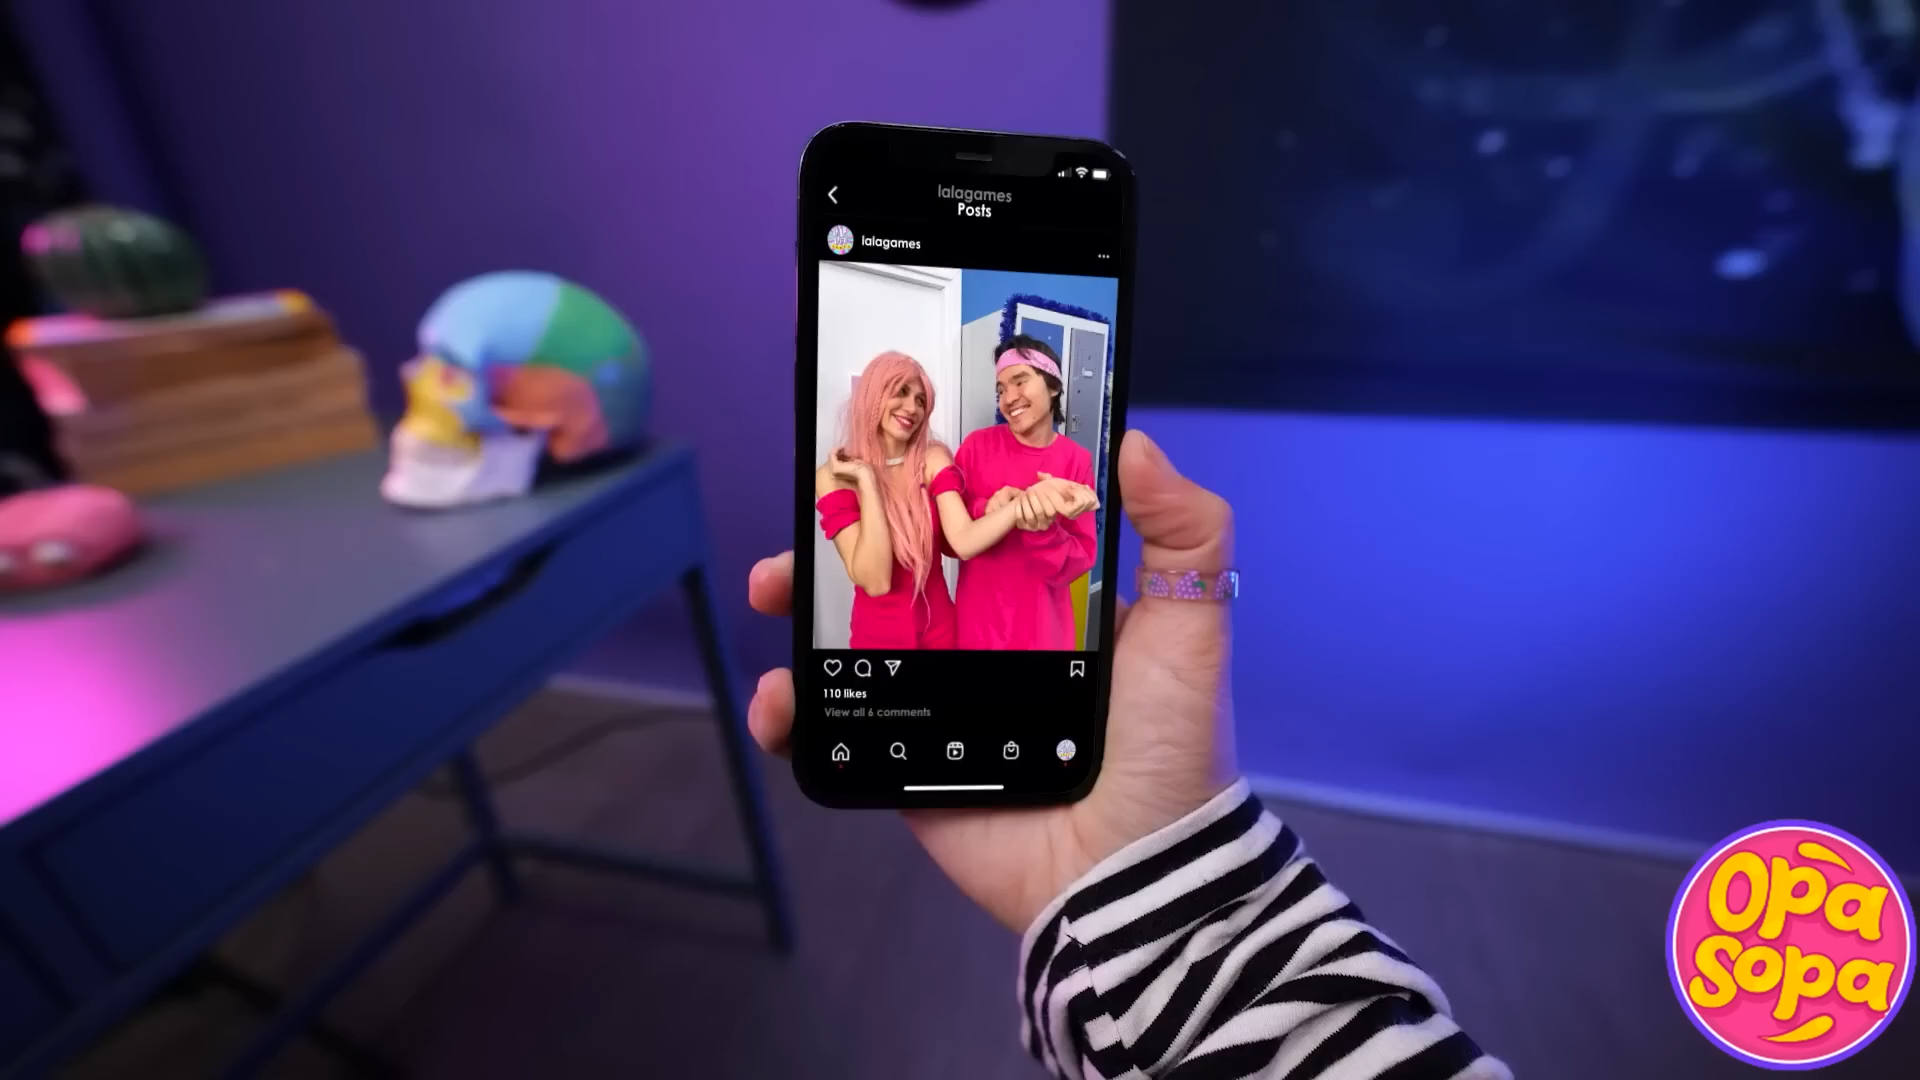 lalagames
Posts
lalagames
...
110 likes
View all 6 comments
Opa
Sopa